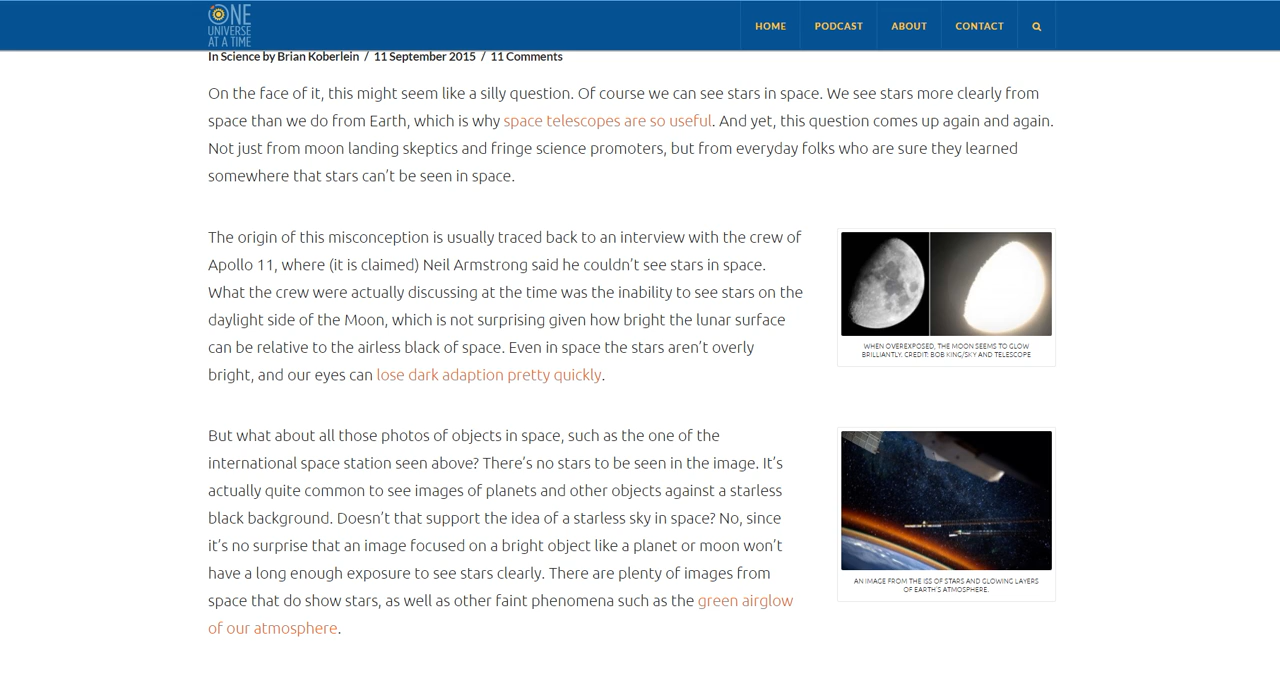 ONE
UNIVERSE
AT A TIME
HOME PODCAST ABOUT CONTACT
In Science by Brian Koberlein / 11 September 2015 / 11 Comments
On the face of it, this might seem like a silly question. Of course we can see stars in space. We see stars more clearly from
space than we do from Earth, which is why space telescopes are so useful. And yet, this question comes up again and again.
Not just from moon landing skeptics and fringe science promoters, but from everyday folks who are sure they learned
somewhere that stars can’t be seen in space.
The origin of this misconception is usually traced back to an interview with the crew of
Apollo 11, where (it is claimed) Neil Armstrong said he couldn’t see stars in space.
What the crew were actually discussing at the time was the inability to see stars on the
daylight side of the Moon, which is not surprising given how bright the lunar surface
can be relative to the airless black of space. Even in space the stars aren’t overly
bright, and our eyes can lose dark adaption pretty quickly.
WHEN OVEREXPOSED, THE MOON SEEMS TO GLOW
BRILLIANTLY. CREDIT: BOB KING/SKY AND TELESCOPE
But what about all those photos of objects in space, such as the one of the
international space station seen above? There’s no stars to be seen in the image. It’s
actually quite common to see images of planets and other objects against a starless
black background. Doesn’t that support the idea of a starless sky in space? No, since
it’s no surprise that an image focused on a bright object like a planet or moon won’t
have a long enough exposure to see stars clearly. There are plenty of images from
space that do show stars, as well as other faint phenomena such as the green airglow
of our atmosphere.
AN IMAGE FROM THE ISS OF STARS AND GLOWING LAYERS
OF EARTH’S ATMOSPHERE.